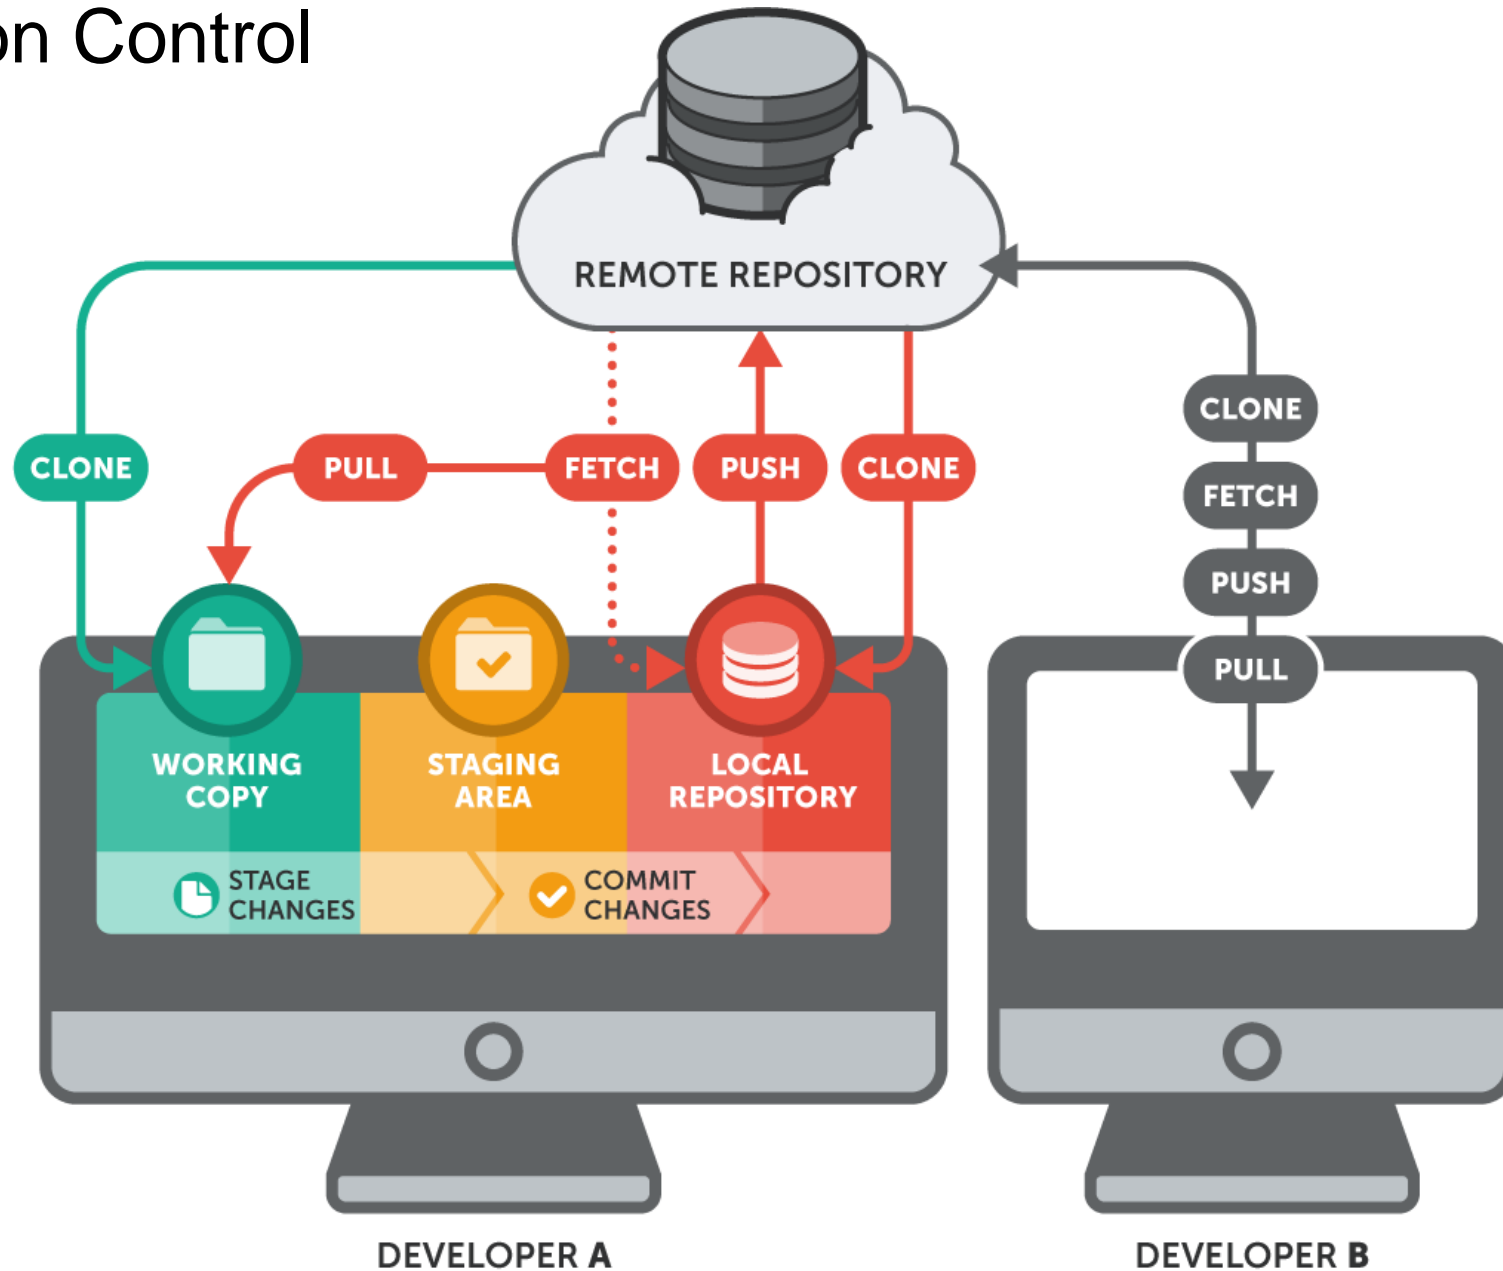 on Control
REMOTE REPOSITORY
CLONE
PULL
FETCH
PUSH
CLONE
CLONE
FETCH
PUSH
PULL
WORKING
COPY
STAGING
AREA
LOCAL
REPOSITORY
STAGE
CHANGES
COMMIT
CHANGES
DEVELOPER A
DEVELOPER B